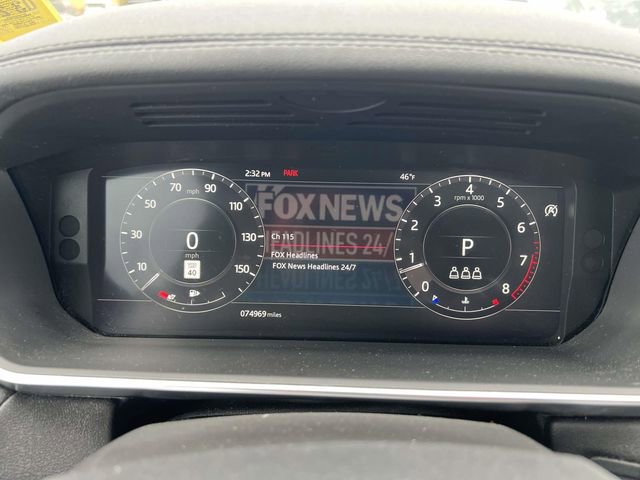 2:32 PM PARK 46°F
70 90
mph
50 110
30 130
10 150
0
mph
40
FOX NEWS
HEADLINES 24/7
Ch 115
FOX Headlines
FOX News Headlines 24/7
3 4 5
rpm x 1000
2 6
1 7
0 8
P
074969 miles